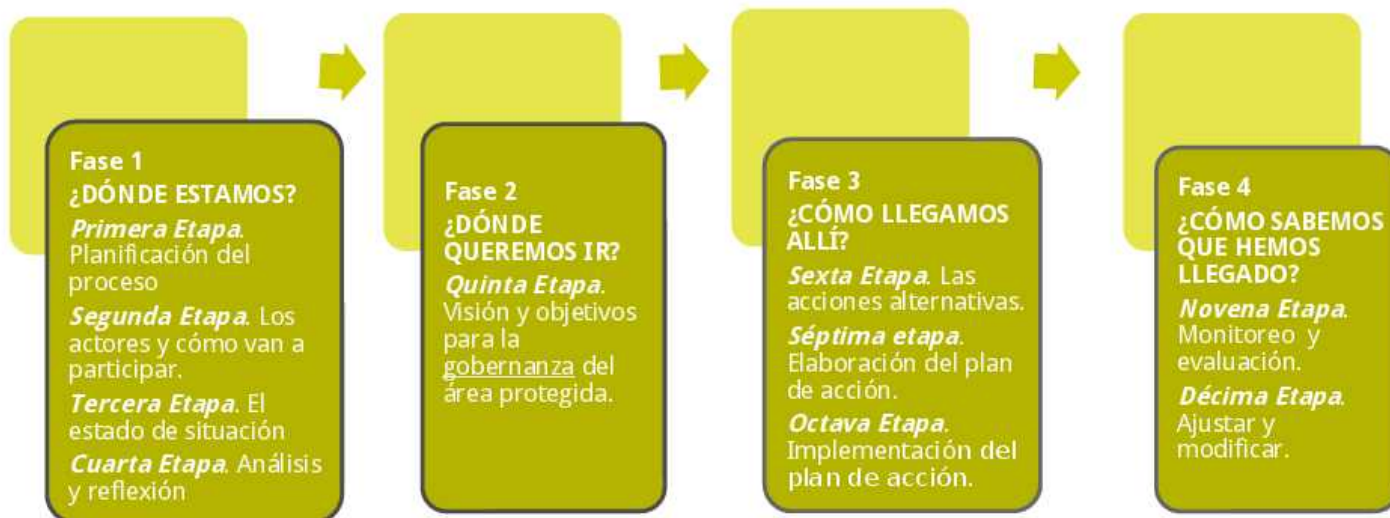 Fase 1
¿DÓNDE ESTAMOS?
Primera Etapa.
Planificación del
proceso
Segunda Etapa. Los
actores y cómo van a
participar.
Tercera Etapa. El
estado de situación
Cuarta Etapa. Análisis
y reflexión
Fase 2
¿DÓNDE
QUEREMOS IR?
Quinta Etapa.
Visión y objetivos
para la
gobernanza del
área protegida.
Fase 3
¿CÓMO LLEGAMOS
ALLÍ?
Sexta Etapa. Las
acciones alternativas.
Séptima etapa.
Elaboración del plan
de acción.
Octava Etapa.
Implementación del
plan de acción.
Fase 4
¿CÓMO SABEMOS
QUE HEMOS
LLEGADO?
Novena Etapa.
Monitoreo y
evaluación.
Décima Etapa.
Ajustar y
modificar.